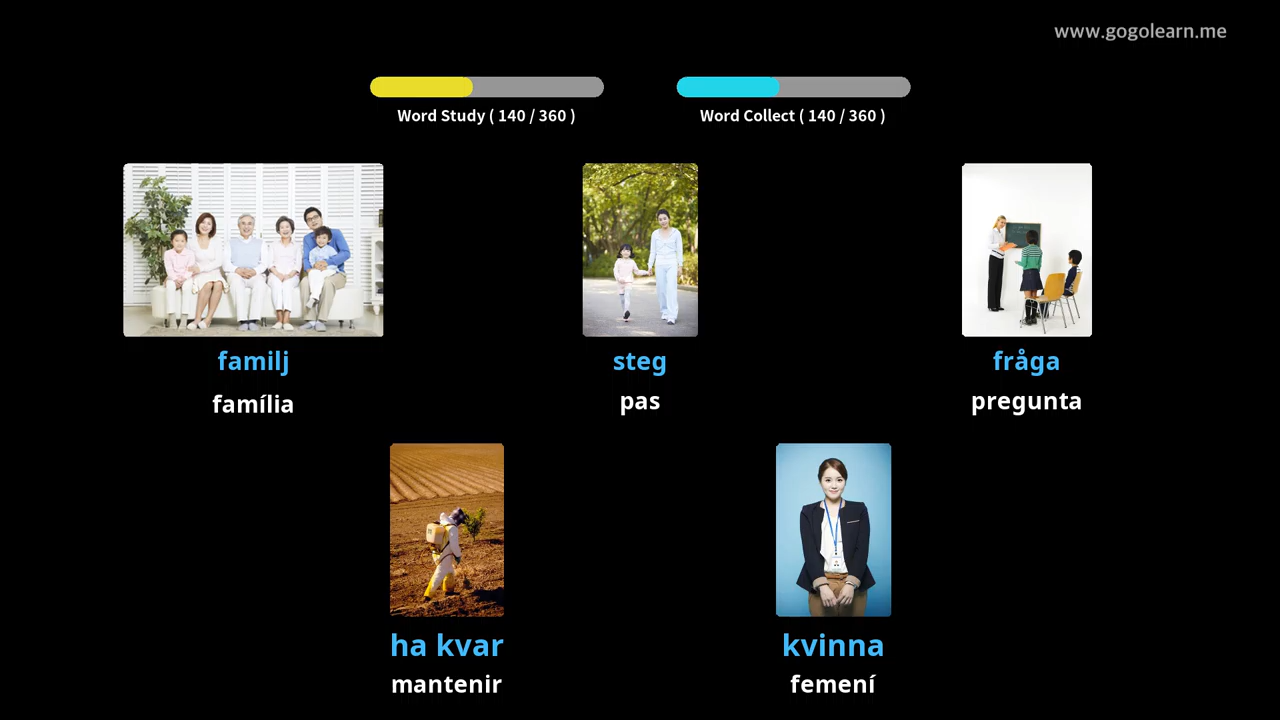 www.gogolearn.me
Word Study ( 140 / 360 )
Word Collect ( 140 / 360 )
familj
família
steg
pas
fråga
pregunta
ha kvar
mantenir
kvinna
femení